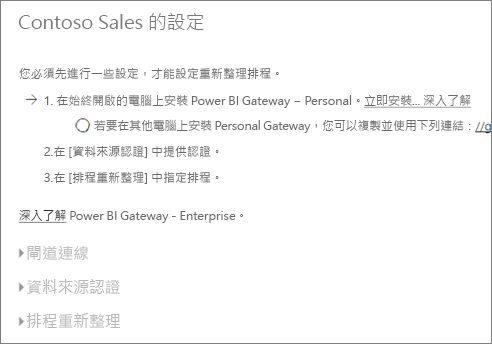 Contoso Sales 的設定
您必須先進行一些設定，才能設定重新整理排程。
1. 在始終開啟的電腦上安裝 Power BI Gateway – Personal。立即安裝... 深入了解
若要在其他電腦上安裝 Personal Gateway，您可以複製並使用下列連結：//g
2.在 [資料來源認證] 中提供認證。
3.在 [排程重新整理] 中指定排程。
深入了解 Power BI Gateway - Enterprise。
閘道連線
資料來源認證
排程重新整理